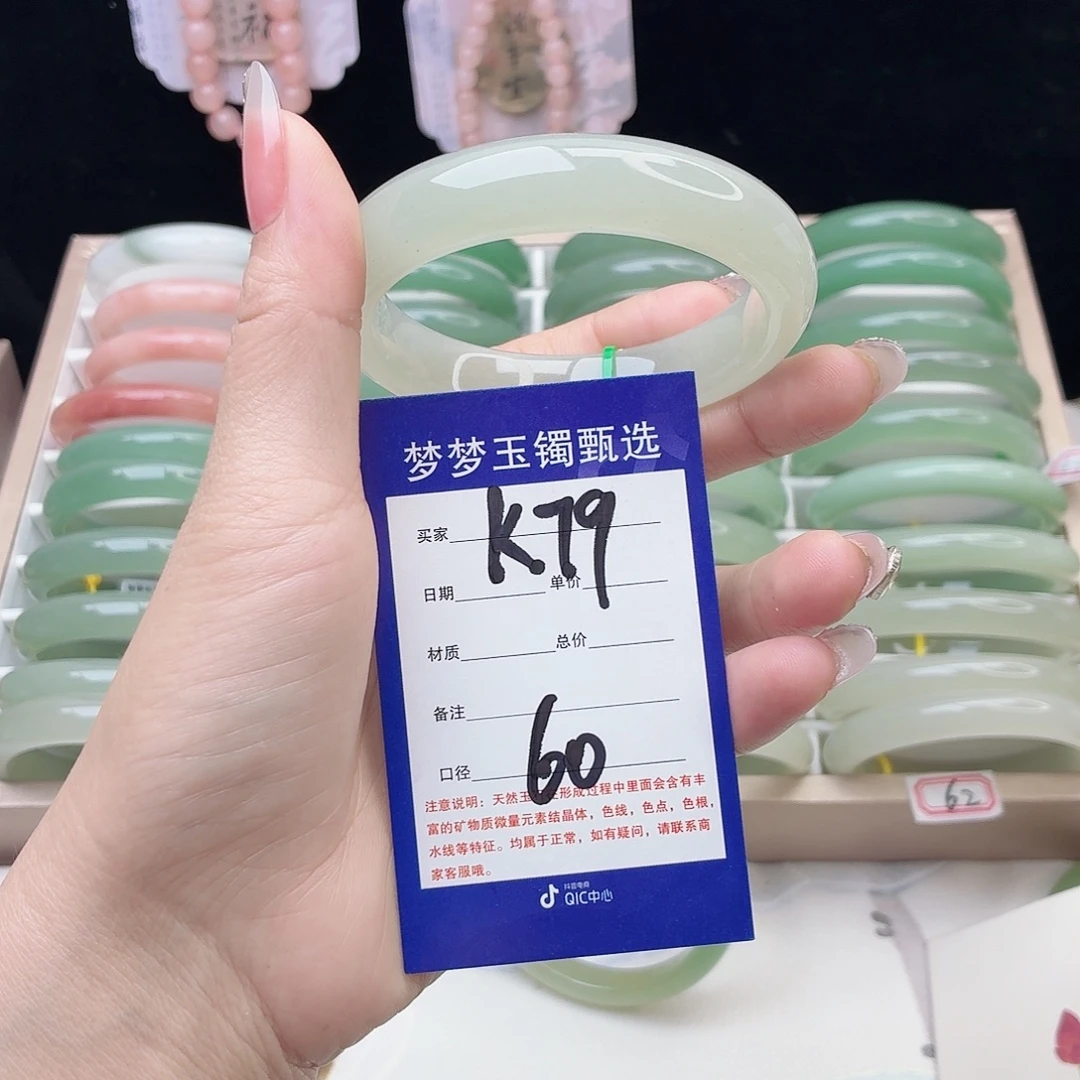 福
梦梦玉镯甄选
买家 K79
日期 单价
材质 总价
备注
口径 60
注意说明：天然玉 形成过程中里面会含有丰
富的矿物质微量元素结晶体，色线，色点，色根，
水线等特征。均属于正常，如有疑问，请联系商
家客服哦。
抖音电商
QIC中心
62